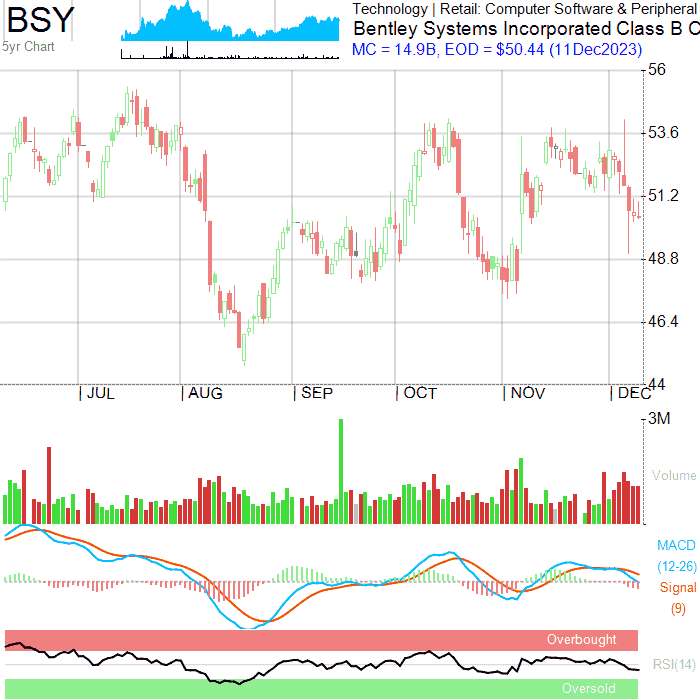 BSY
5yr Chart
Technology | Retail: Computer Software & Peripheral
Bentley Systems Incorporated Class B C
MC = 14.9B, EOD = $50.44 (11Dec2023)
56
53.6
51.2
48.8
46.4
44
| JUL | AUG | SEP | OCT | NOV | DEC
3M
Volume
MACD
(12-26)
Signal
(9)
Overbought
RSI(14)
Oversold